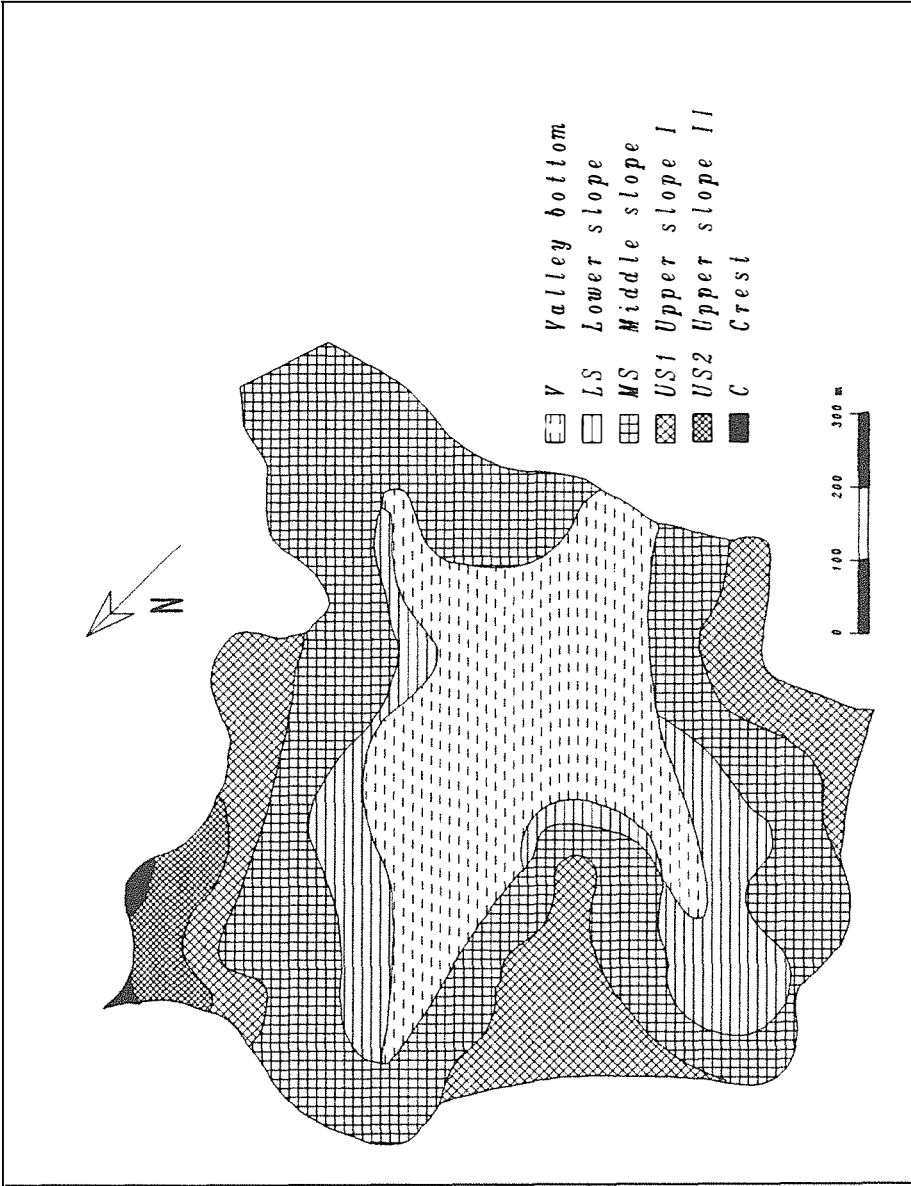 N
V Valley bottom
LS Lower slope
MS Middle slope
US1 Upper slope I
US2 Upper slope II
C Crest
0 100 200 300 m